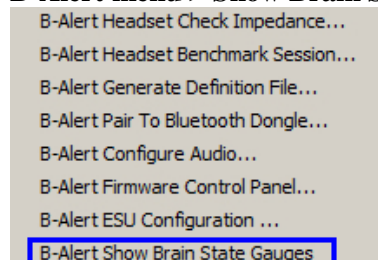 B-Alert Headset Check Impedance...
B-Alert Headset Benchmark Session...
B-Alert Generate Definition File...
B-Alert Pair To Bluetooth Dongle...
B-Alert Configure Audio...
B-Alert Firmware Control Panel...
B-Alert ESU Configuration ...
B-Alert Show Brain State Gauges